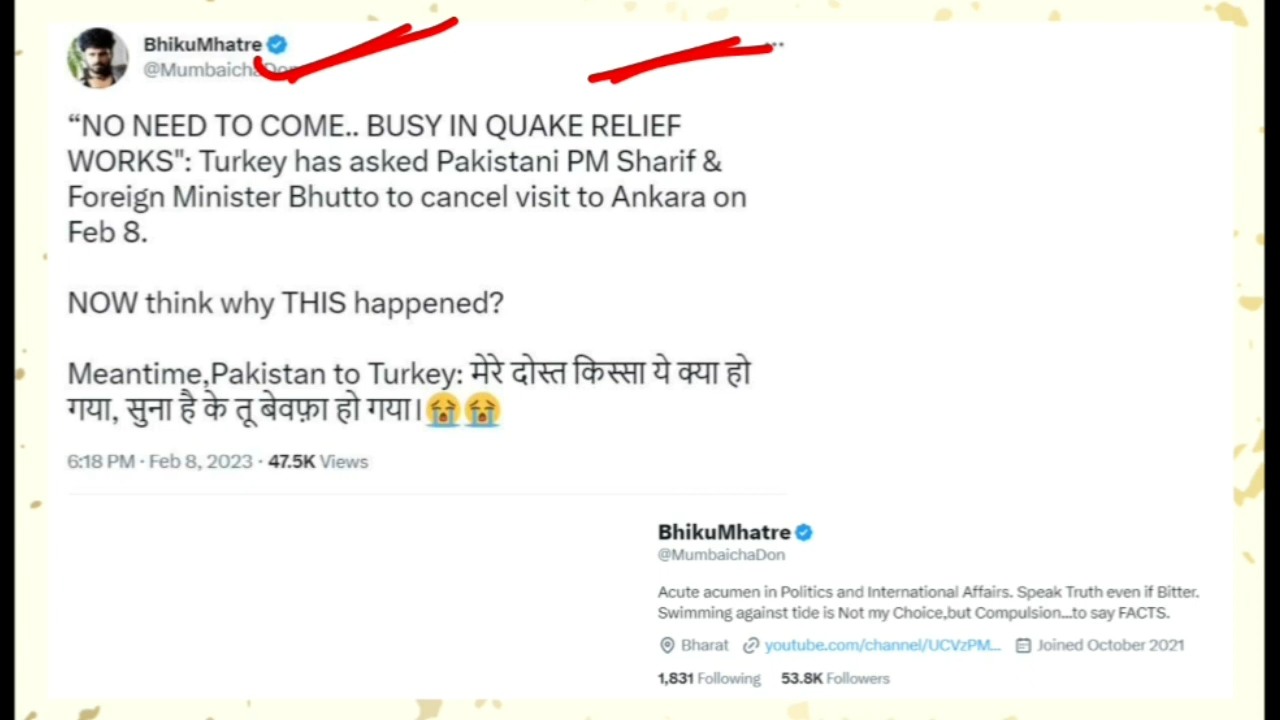 BhikuMhatre
@Mumbaicha
"NO NEED TO COME.. BUSY IN QUAKE RELIEF
WORKS": Turkey has asked Pakistani PM Sharif &
Foreign Minister Bhutto to cancel visit to Ankara on
Feb 8.
NOW think why THIS happened?
Meantime,Pakistan to Turkey: मेरे दोस्त किस्सा ये क्या हो
गया, सुना है के तू बेवफ़ा हो गया।😭😭
6:18 PM · Feb 8, 2023 · 47.5K Views
BhikuMhatre
@MumbaichaDon
Acute acumen in Politics and International Affairs. Speak Truth even if Bitter.
Swimming against tide is Not my Choice,but Compulsion...to say FACTS.
Bharat youtube.com/channel/UCVzPM... Joined October 2021
1,831 Following 53.8K Followers